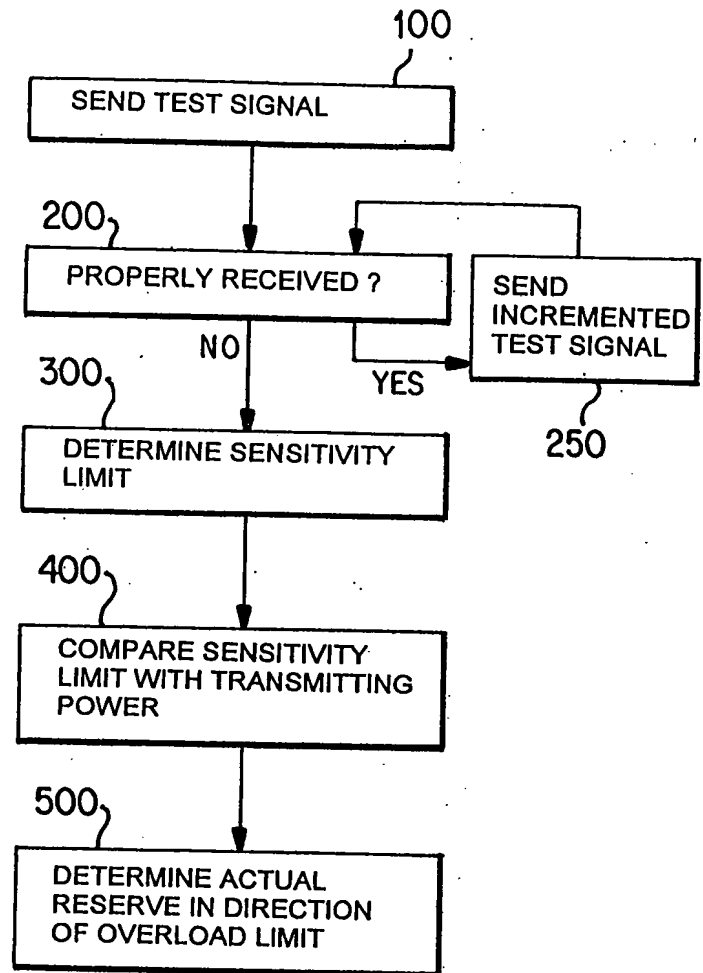 100
SEND TEST SIGNAL
200
PROPERLY RECEIVED ?
SEND
INCREMENTED
TEST SIGNAL
NO
YES
250
300
DETERMINE SENSITIVITY
LIMIT
400
COMPARE SENSITIVITY
LIMIT WITH TRANSMITTING
POWER
500
DETERMINE ACTUAL
RESERVE IN DIRECTION
OF OVERLOAD LIMIT